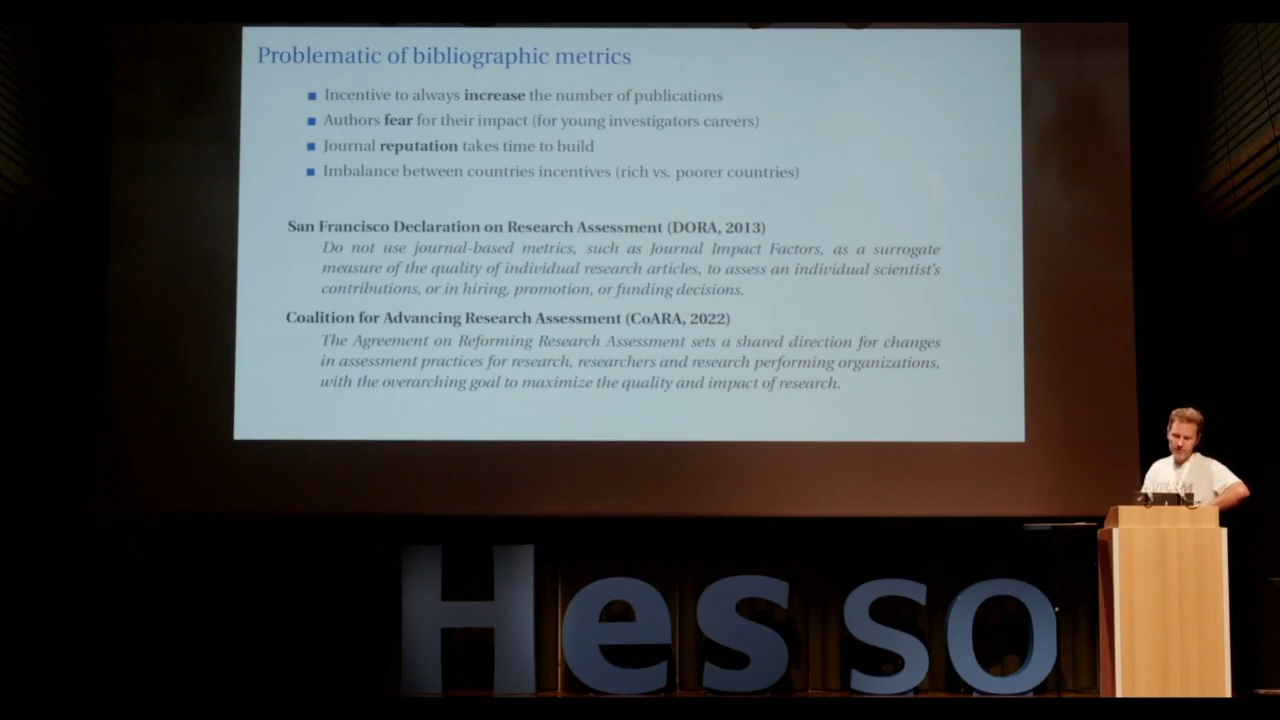 Problematic of bibliographic metrics
Incentive to always increase the number of publications
Authors fear for their impact (for young investigators careers)
Journal reputation takes time to build
Imbalance between countries incentives (rich vs. poorer countries)
San Francisco Declaration on Research Assessment (DORA, 2013)
Do not use journal-based metrics, such as Journal Impact Factors, as a surrogate
measure of the quality of individual research articles, to assess an individual scientist's
contributions, or in hiring, promotion, or funding decisions.
Coalition for Advancing Research Assessment (CoARA, 2022)
The Agreement on Reforming Research Assessment sets a shared direction for changes
in assessment practices for research, researchers and research performing organizations,
with the overarching goal to maximize the quality and impact of research.
Hes so